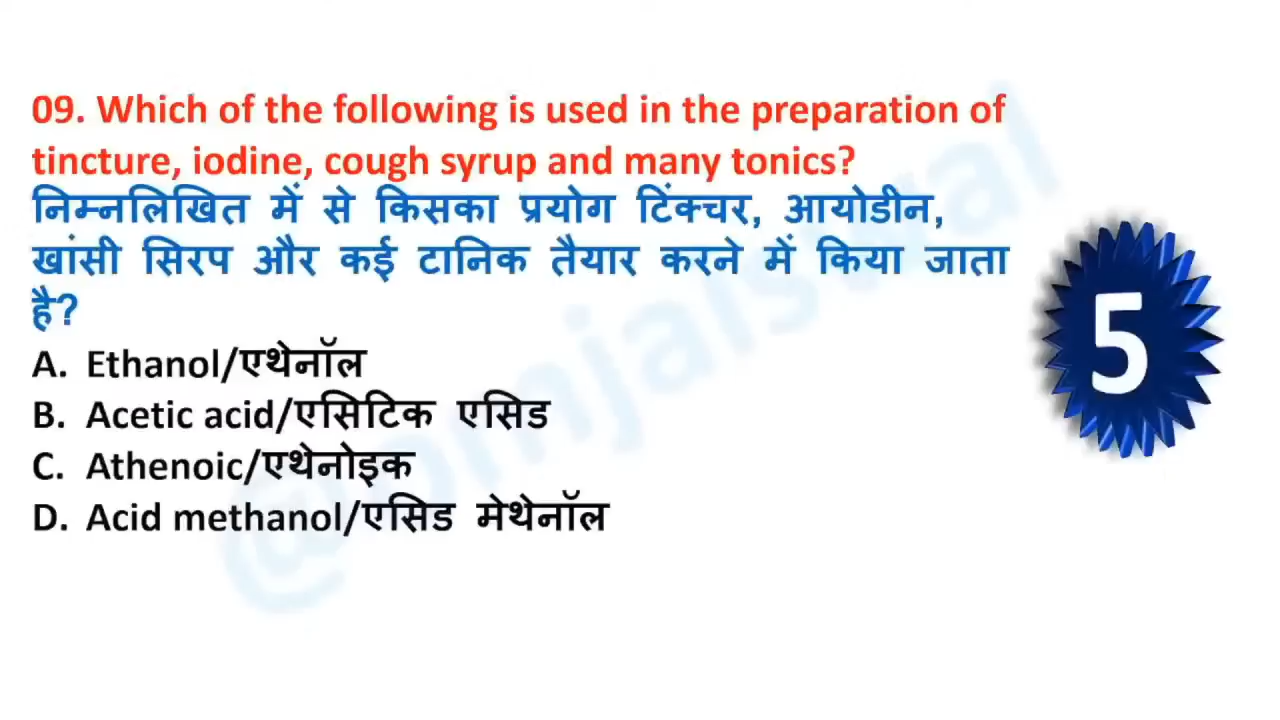 09. Which of the following is used in the preparation of
tincture, iodine, cough syrup and many tonics?
निम्नलिखित में से किसका प्रयोग टिंक्चर, आयोडीन,
खांसी सिरप और कई टानिक तैयार करने में किया जाता
है?
A. Ethanol/एथेनॉल
B. Acetic acid/एसिटिक एसिड
C. Athenoic/एथेनोइक
D. Acid methanol/एसिड मेथेनॉल
5
@omjalswal